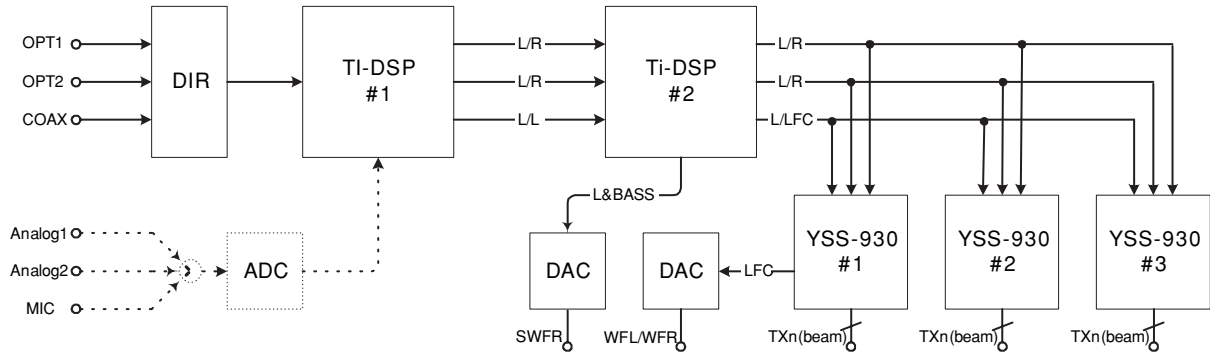 OPT1
OPT2
COAX
DIR
TI-DSP
#1
L/R
L/R
L/L
Ti-DSP
#2
L/R
L/R
L/LFC
Analog1
Analog2
MIC
ADC
L&BASS
DAC
SWFR
DAC
WFL/WFR
LFC
YSS-930
#1
TXn(beam)
YSS-930
#2
TXn(beam)
YSS-930
#3
TXn(beam)